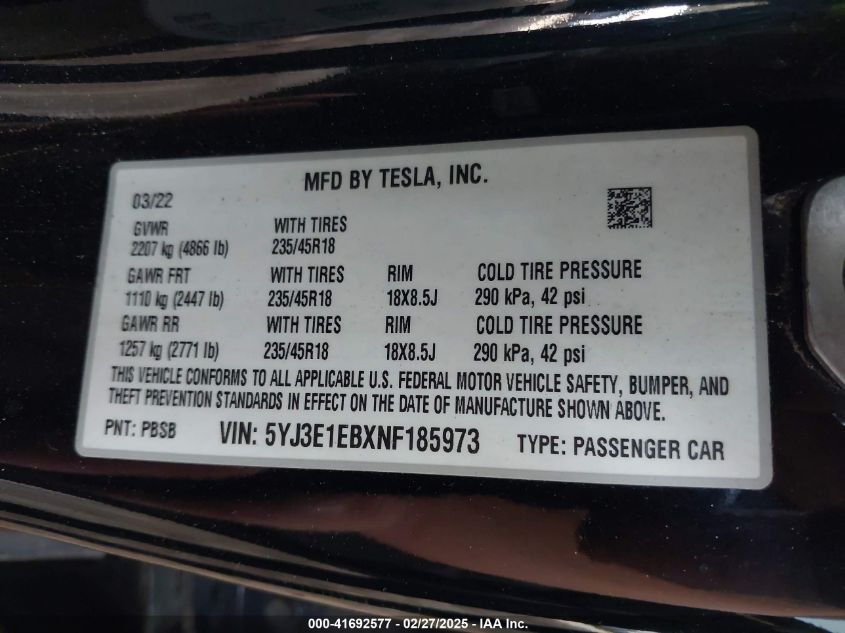 MFD BY TESLA, INC.
03/22
GVWR WITH TIRES
2207 kg (4866 lb) 235/45R18
GAWR FRT WITH TIRES RIM COLD TIRE PRESSURE
1110 kg (2447 lb) 235/45R18 18X8.5J 290 kPa, 42 psi
GAWR RR WITH TIRES RIM COLD TIRE PRESSURE
1257 kg (2771 lb) 235/45R18 18X8.5J 290 kPa, 42 psi
THIS VEHICLE CONFORMS TO ALL APPLICABLE U.S. FEDERAL MOTOR VEHICLE SAFETY, BUMPER, AND
THEFT PREVENTION STANDARDS IN EFFECT ON THE DATE OF MANUFACTURE SHOWN ABOVE.
PNT: PBSB VIN: 5YJ3E1EBXNF185973 TYPE: PASSENGER CAR
000-41692577 - 02/27/2025 - IAA Inc.